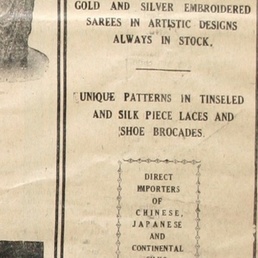 GOLD AND SILVER EMBROIDERED
SAREES IN ARTISTIC DESIGNS
ALWAYS IN STOCK.
UNIQUE PATTERNS IN TINSELED
AND SILK PIECE LACES AND
SHOE BROCADES.
DIRECT
IMPORTERS
OF
CHINESE,
JAPANESE
AND
CONTINENTAL